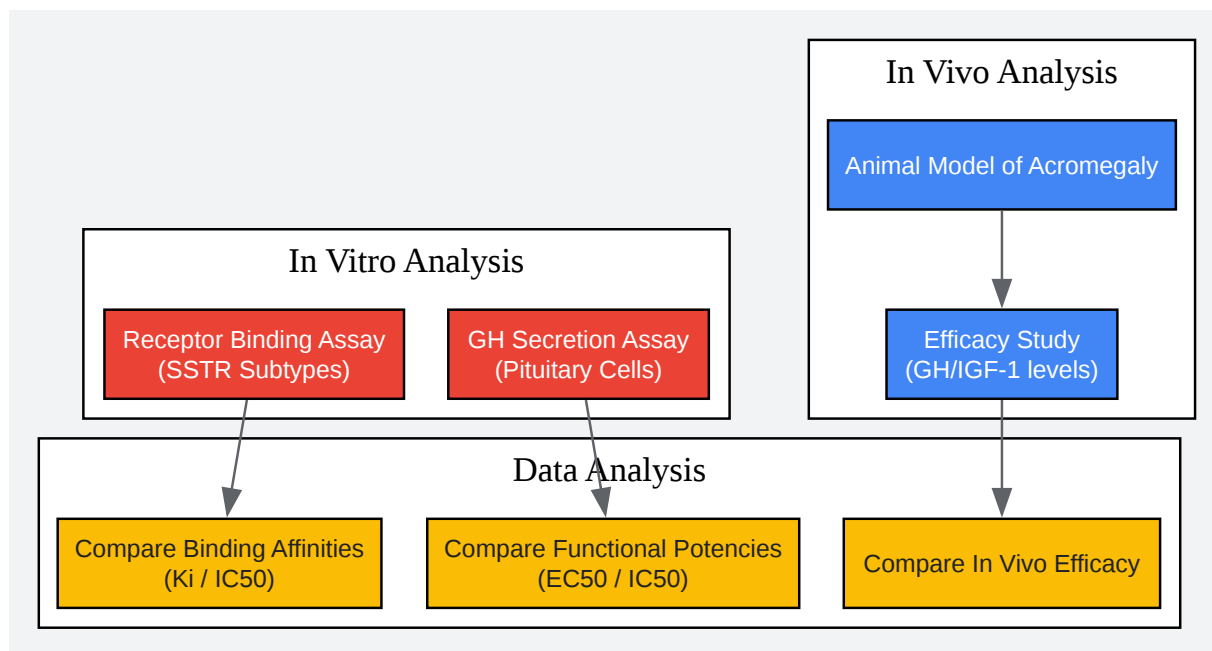 In Vivo Analysis
Animal Model of Acromegaly
Efficacy Study
(GH/IGF-1 levels)
In Vitro Analysis
Receptor Binding Assay
(SSTR Subtypes)
GH Secretion Assay
(Pituitary Cells)
Data Analysis
Compare Binding Affinities
(Ki / IC50)
Compare Functional Potencies
(EC50 / IC50)
Compare In Vivo Efficacy